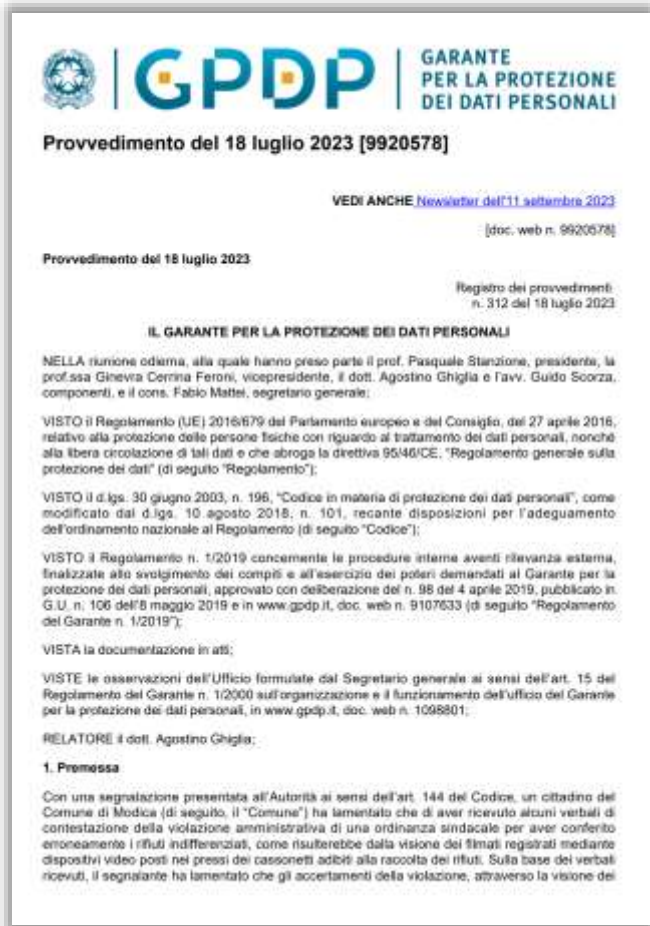 GPDP
GARANTE
PER LA PROTEZIONE
DEI DATI PERSONALI
Provvedimento del 18 luglio 2023 [9920578]
VEDI ANCHE Newsletter dell'11 settembre 2023
[doc. web n. 9920578]
Provvedimento del 18 luglio 2023
Registro dei provvedimenti
n. 312 del 18 luglio 2023
IL GARANTE PER LA PROTEZIONE DEI DATI PERSONALI
NELLA riunione odierna, alla quale hanno preso parte il prof. Pasquale Stanzione, presidente, la
prof.ssa Ginevra Cerrina Feroni, vicepresidente, il dott. Agostino Ghiglia e l'avv. Guido Scorza,
componenti, e il cons. Fabio Mattei, segretario generale;
VISTO il Regolamento (UE) 2016/679 del Parlamento europeo e del Consiglio, del 27 aprile 2016,
relativo alla protezione delle persone fisiche con riguardo al trattamento dei dati personali, nonché
alla libera circolazione di tali dati e che abroga la direttiva 95/46/CE, "Regolamento generale sulla
protezione dei dati" (di seguito "Regolamento");
VISTO il d.lgs. 30 giugno 2003, n. 196, "Codice in materia di protezione dei dati personali", come
modificato dal d.lgs. 10 agosto 2018, n. 101, recante disposizioni per l'adeguamento
dell'ordinamento nazionale al Regolamento (di seguito "Codice");
VISTO il Regolamento n. 1/2019 concernente le procedure interne aventi rilevanza esterna,
finalizzate allo svolgimento dei compiti e all'esercizio dei poteri demandati al Garante per la
protezione dei dati personali, approvato con deliberazione del n. 98 del 4 aprile 2019, pubblicato in
G.U. n. 106 dell'8 maggio 2019 e in www.gpdp.it, doc. web n. 9107633 (di seguito "Regolamento
del Garante n. 1/2019");
VISTA la documentazione in atti;
VISTE le osservazioni dell'Ufficio formulate dal Segretario generale ai sensi dell'art. 15 del
Regolamento del Garante n. 1/2000 sull'organizzazione e il funzionamento dell'ufficio del Garante
per la protezione dei dati personali, in www.gpdp.it, doc. web n. 1098801;
RELATORE il dott. Agostino Ghiglia;
1. Premessa
Con una segnalazione presentata all'Autorità ai sensi dell'art. 144 del Codice, un cittadino del
Comune di Modica (di seguito, il "Comune") ha lamentato che di aver ricevuto alcuni verbali di
contestazione della violazione amministrativa di una ordinanza sindacale per aver conferito
erroneamente i rifiuti indifferenziati, come risulterebbe dalla visione dei filmati registrati mediante
dispositivi video posti nei pressi dei cassonetti adibiti alla raccolta dei rifiuti. Sulla base dei verbali
ricevuti, il segnalante ha lamentato che gli accertamenti della violazione, attraverso la visione dei